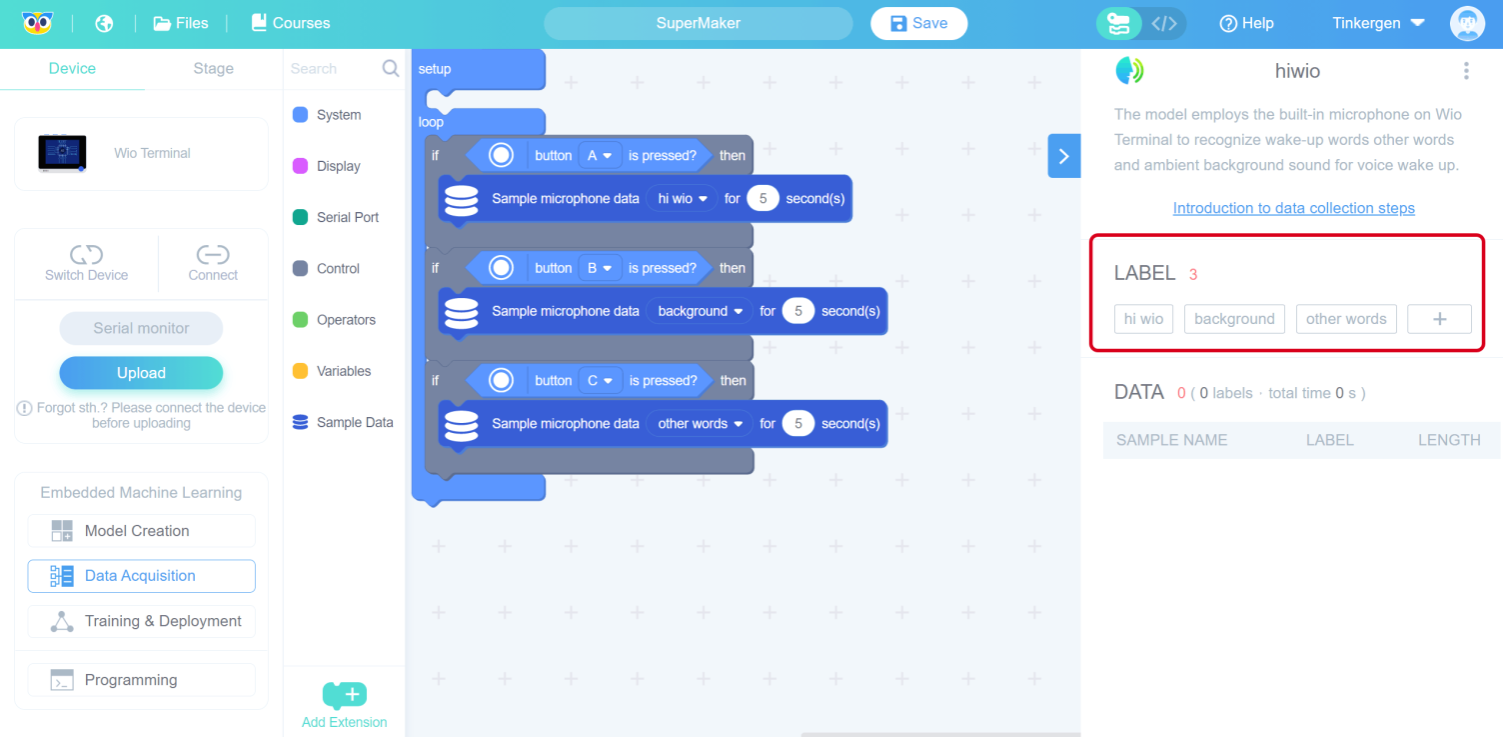 Files
Courses
SuperMaker
Save
</>
Help
Tinkergen
Device
Stage
Wio Terminal
Switch Device
Connect
Serial monitor
Upload
Forgot sth.? Please connect the device
before uploading
Embedded Machine Learning
Model Creation
Data Acquisition
Training & Deployment
Programming
Search
System
Display
Serial Port
Control
Operators
Variables
Sample Data
Add Extension
setup
loop
if button A is pressed? then
Sample microphone data hi wio for 5 second(s)
if button B is pressed? then
Sample microphone data background for 5 second(s)
if button C is pressed? then
Sample microphone data other words for 5 second(s)
hiwio
The model employs the built-in microphone on Wio
Terminal to recognize wake-up words other words
and ambient background sound for voice wake up.
Introduction to data collection steps
LABEL 3
hi wio background other words +
DATA 0 ( 0 labels · total time 0 s )
SAMPLE NAME LABEL LENGTH